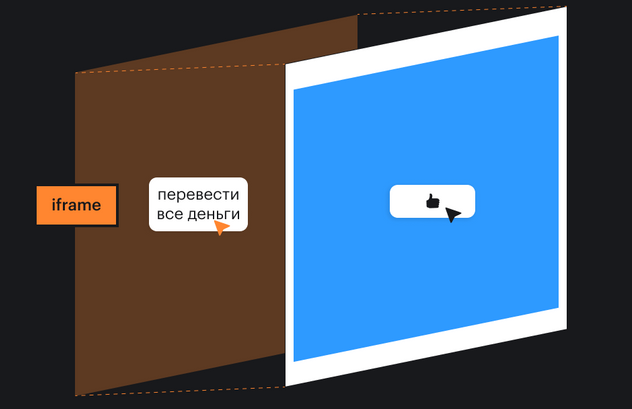 iframe
перевести
все деньги